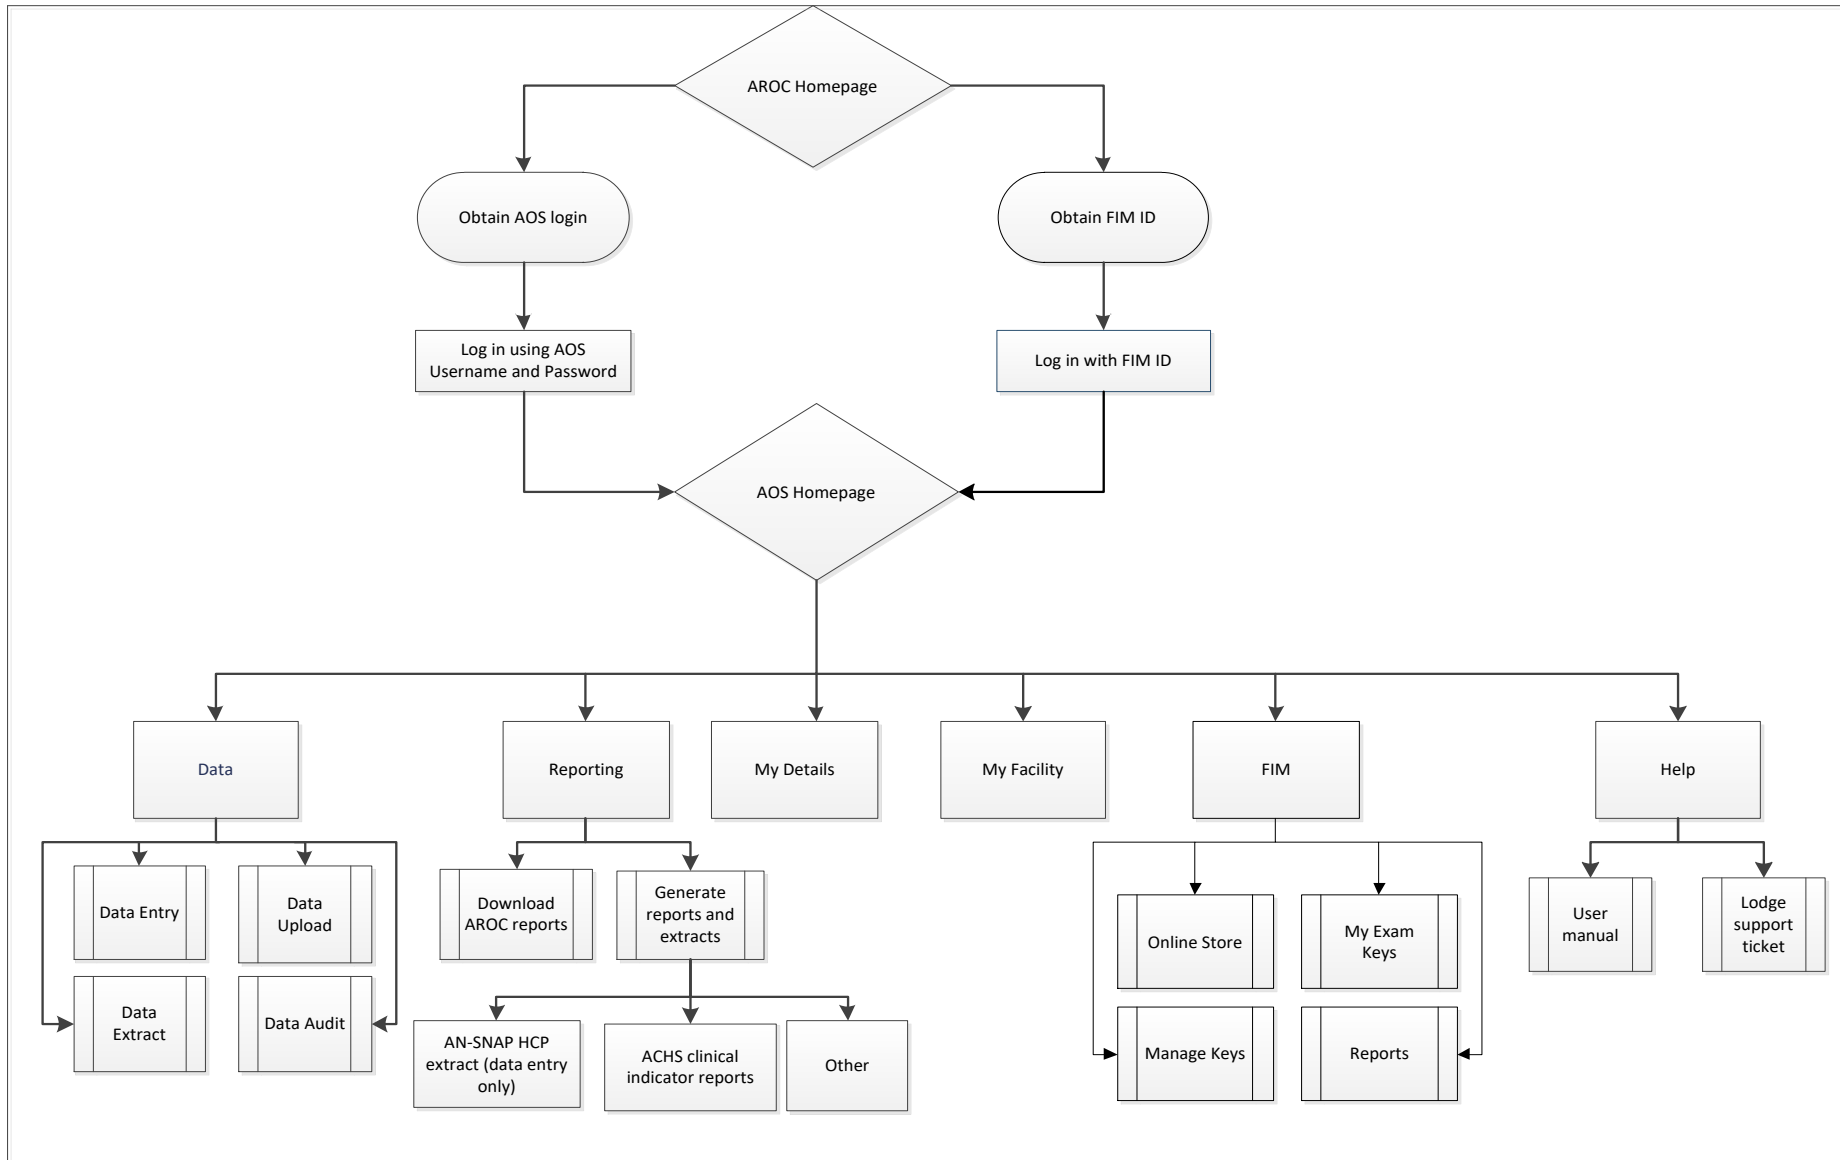 AROC Homepage
Obtain AOS login
Obtain FIM ID
Log in using AOS
Username and Password
Log in with FIM ID
AOS Homepage
Data
Reporting
My Details
My Facility
FIM
Help
Data Entry
Data
Upload
Data
Extract
Data Audit
Download
AROC reports
Generate
reports and
extracts
AN-SNAP HCP
extract (data entry
only)
ACHS clinical
indicator reports
Other
Online Store
My Exam
Keys
Manage Keys
Reports
User
manual
Lodge
support
ticket